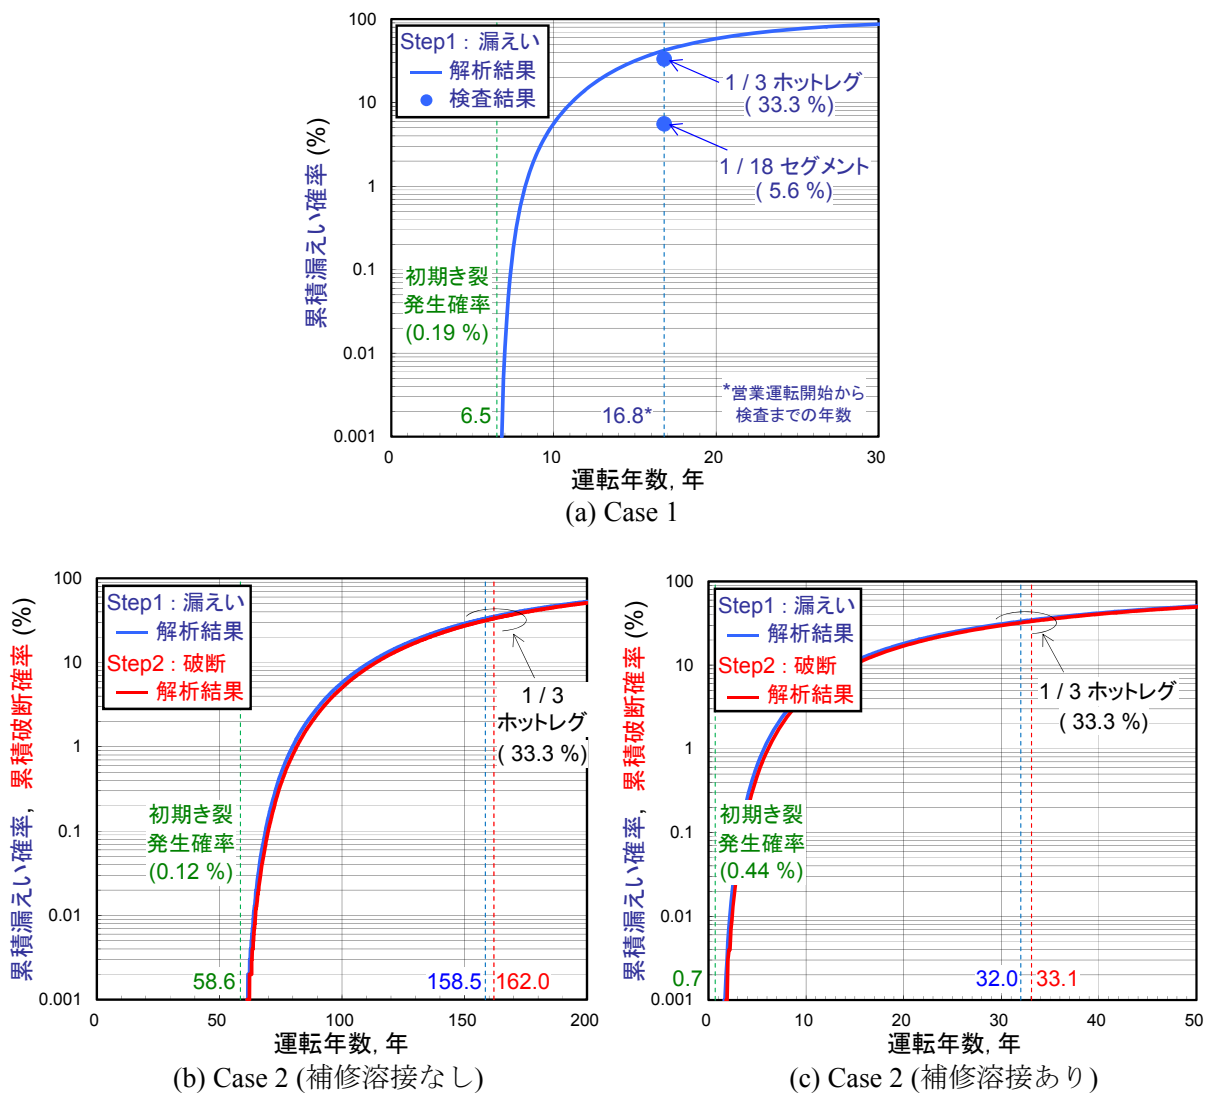 累積漏えい確率 (%)
100
10
1
0.1
0.01
0.001
Step1 : 漏えい
解析結果
検査結果
1 / 3 ホットレグ
( 33.3 %)
1 / 18 セグメント
( 5.6 %)
初期き裂
発生確率
(0.19 %)
6.5
16.8*
*営業運転開始から
検査までの年数
0
10
20
30
運転年数, 年
(a) Case 1
累積漏えい確率, 累積破断確率 (%)
100
10
1
0.1
0.01
0.001
Step1 : 漏えい
解析結果
Step2 : 破断
解析結果
1 / 3
ホットレグ
( 33.3 %)
初期き裂
発生確率
(0.12 %)
58.6
158.5
162.0
0
50
100
150
200
運転年数, 年
(b) Case 2 (補修溶接なし)
累積漏えい確率, 累積破断確率 (%)
100
10
1
0.1
0.01
0.001
Step1 : 漏えい
解析結果
Step2 : 破断
解析結果
1 / 3 ホットレグ
( 33.3 %)
初期き裂
発生確率
(0.44 %)
0.7
32.0
33.1
0
10
20
30
40
50
運転年数, 年
(c) Case 2 (補修溶接あり)